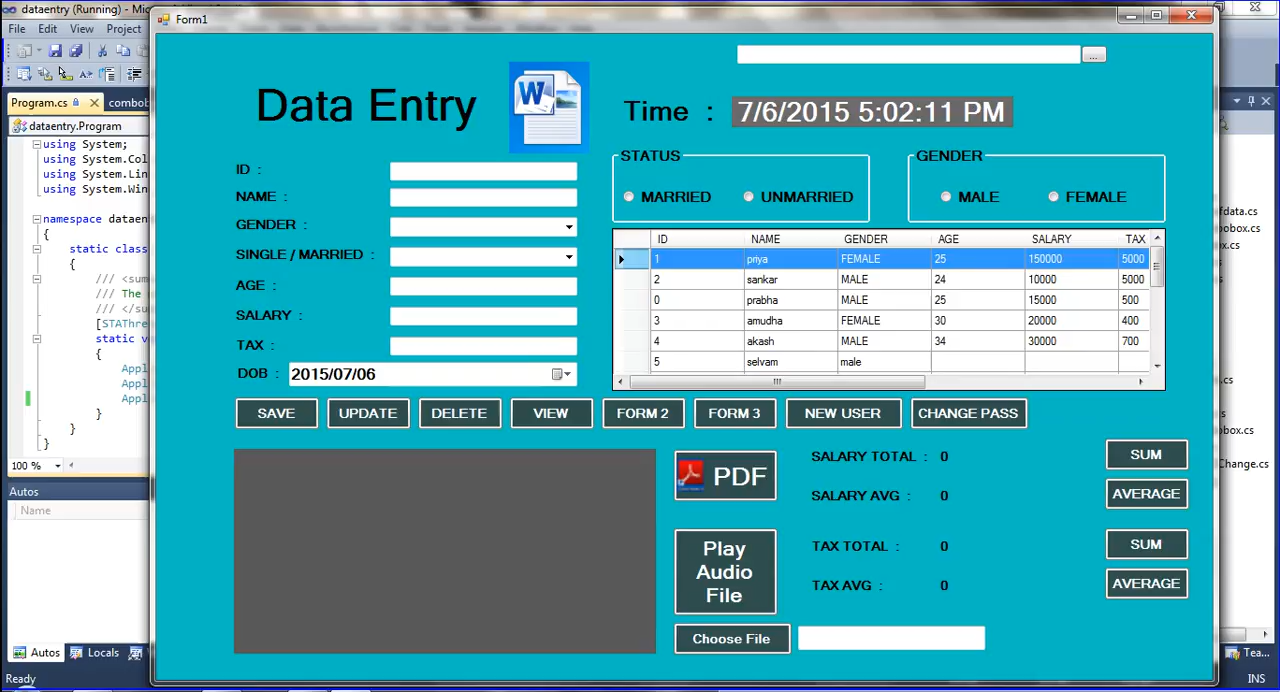 dataentry (Running) - Mic
Form1
File Edit View Project
Program.cs combob
dataentry.Program
using System;
using System.Col
using System.Lin
using System.Win
namespace dataen
{
static class
{
/// <sum
/// The
/// </su
[STAThre
static v
{
Appl
Appl
Appl
}
}
}
100 %
Autos
Name
Autos Locals
Ready
...
Data Entry
W
Time : 7/6/2015 5:02:11 PM
ID :
NAME :
GENDER :
SINGLE / MARRIED :
AGE :
SALARY :
TAX :
DOB : 2015/07/06
STATUS
MARRIED UNMARRIED
GENDER
MALE FEMALE
ID NAME GENDER AGE SALARY TAX
1 priya FEMALE 25 150000 5000
2 sankar MALE 24 10000 5000
0 prabha MALE 25 15000 500
3 amudha FEMALE 30 20000 400
4 akash MALE 34 30000 700
5 selvam male
SAVE UPDATE DELETE VIEW FORM 2 FORM 3 NEW USER CHANGE PASS
PDF
Play
Audio
File
Choose File
SALARY TOTAL : 0 SUM
SALARY AVG : 0 AVERAGE
TAX TOTAL : 0 SUM
TAX AVG : 0 AVERAGE
fdata.cs
obox.cs
x.cs
.cs
s
obox.cs
Change.cs
Tea...
INS